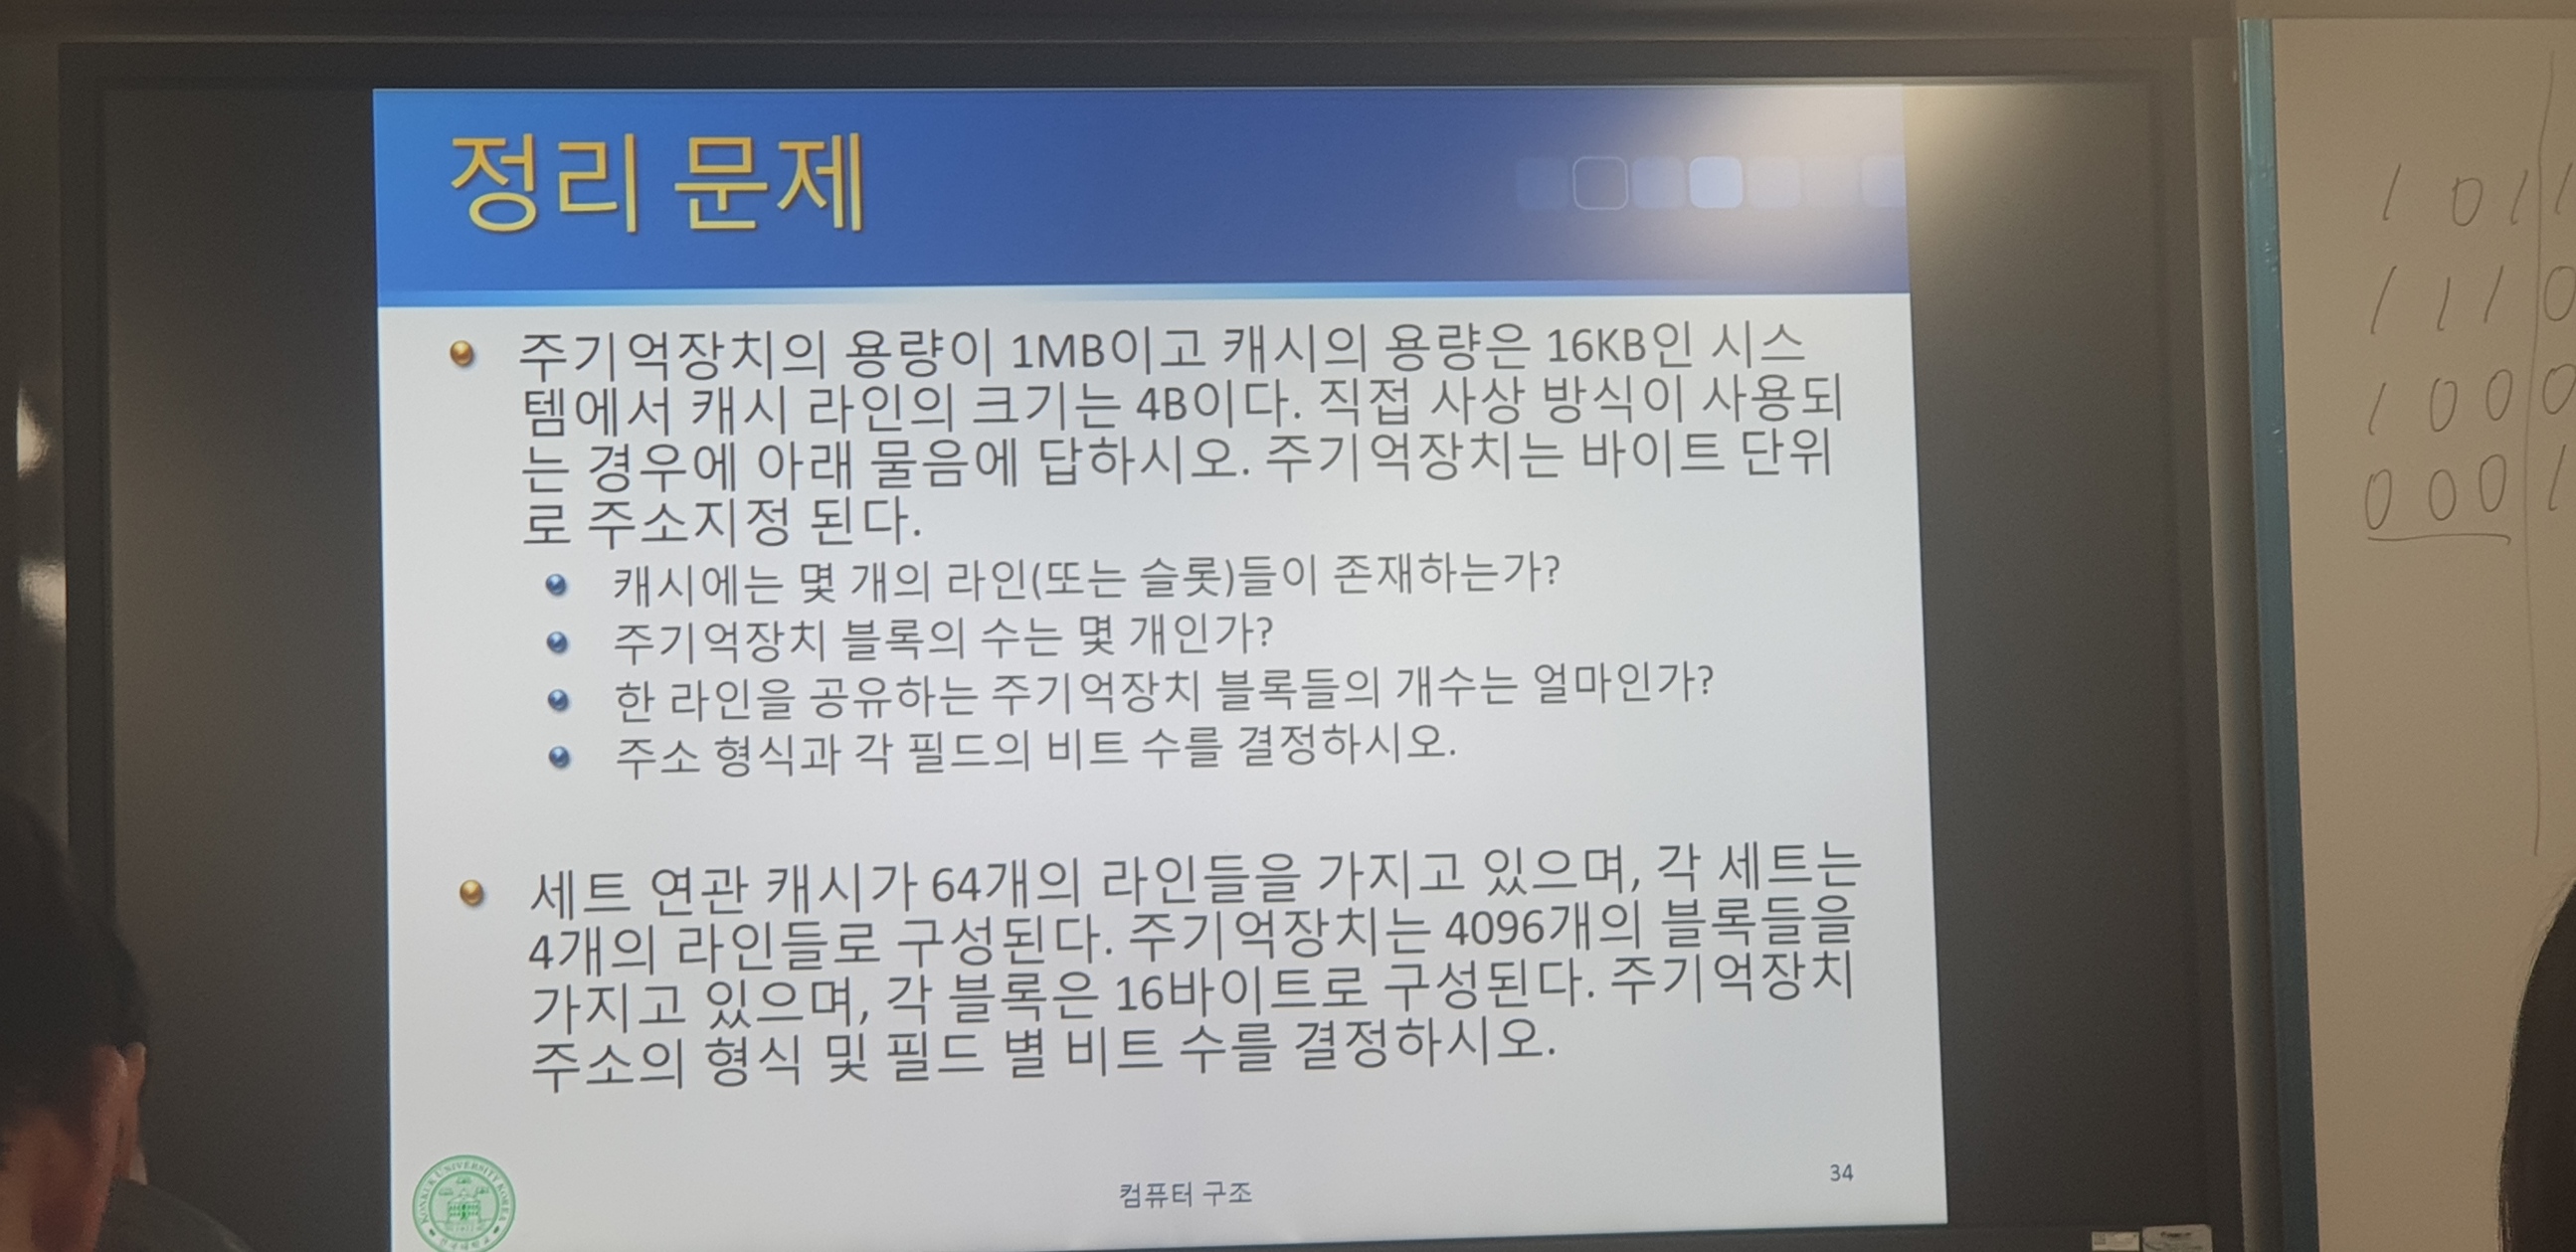 정리 문제
주기억장치의 용량이 1MB이고 캐시의 용량은 16KB인 시스
템에서 캐시 라인의 크기는 4B이다. 직접 사상 방식이 사용되
는 경우에 아래 물음에 답하시오. 주기억장치는 바이트 단위
로 주소지정 된다.
캐시에는 몇 개의 라인(또는 슬롯)들이 존재하는가?
주기억장치 블록의 수는 몇 개인가?
한 라인을 공유하는 주기억장치 블록들의 개수는 얼마인가?
주소 형식과 각 필드의 비트 수를 결정하시오.
세트 연관 캐시가 64개의 라인들을 가지고 있으며, 각 세트는
4개의 라인들로 구성된다. 주기억장치는 4096개의 블록들을
가지고 있으며, 각 블록은 16바이트로 구성된다. 주기억장치
주소의 형식 및 필드 별 비트 수를 결정하시오.
컴퓨터 구조
34
1 0 1 1
1 1 1 0
1 0 0 0
0 0 0 1